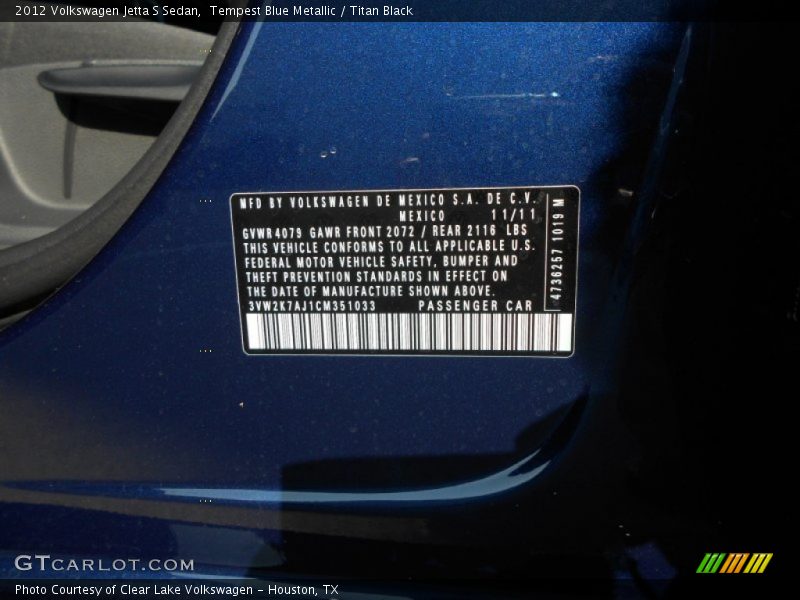 2012 Volkswagen Jetta S Sedan,  Tempest Blue Metallic / Titan Black
MFD BY VOLKSWAGEN DE MEXICO S.A. DE C.V.
MEXICO 11/11
GVWR 4079 GAWR FRONT 2072 / REAR 2116 LBS
THIS VEHICLE CONFORMS TO ALL APPLICABLE U.S.
FEDERAL MOTOR VEHICLE SAFETY, BUMPER AND
THEFT PREVENTION STANDARDS IN EFFECT ON
THE DATE OF MANUFACTURE SHOWN ABOVE.
3VW2K7AJ1CM351033 PASSENGER CAR
4736257 1019 M
GTCARLOT.COM
Photo Courtesy of Clear Lake Volkswagen - Houston, TX